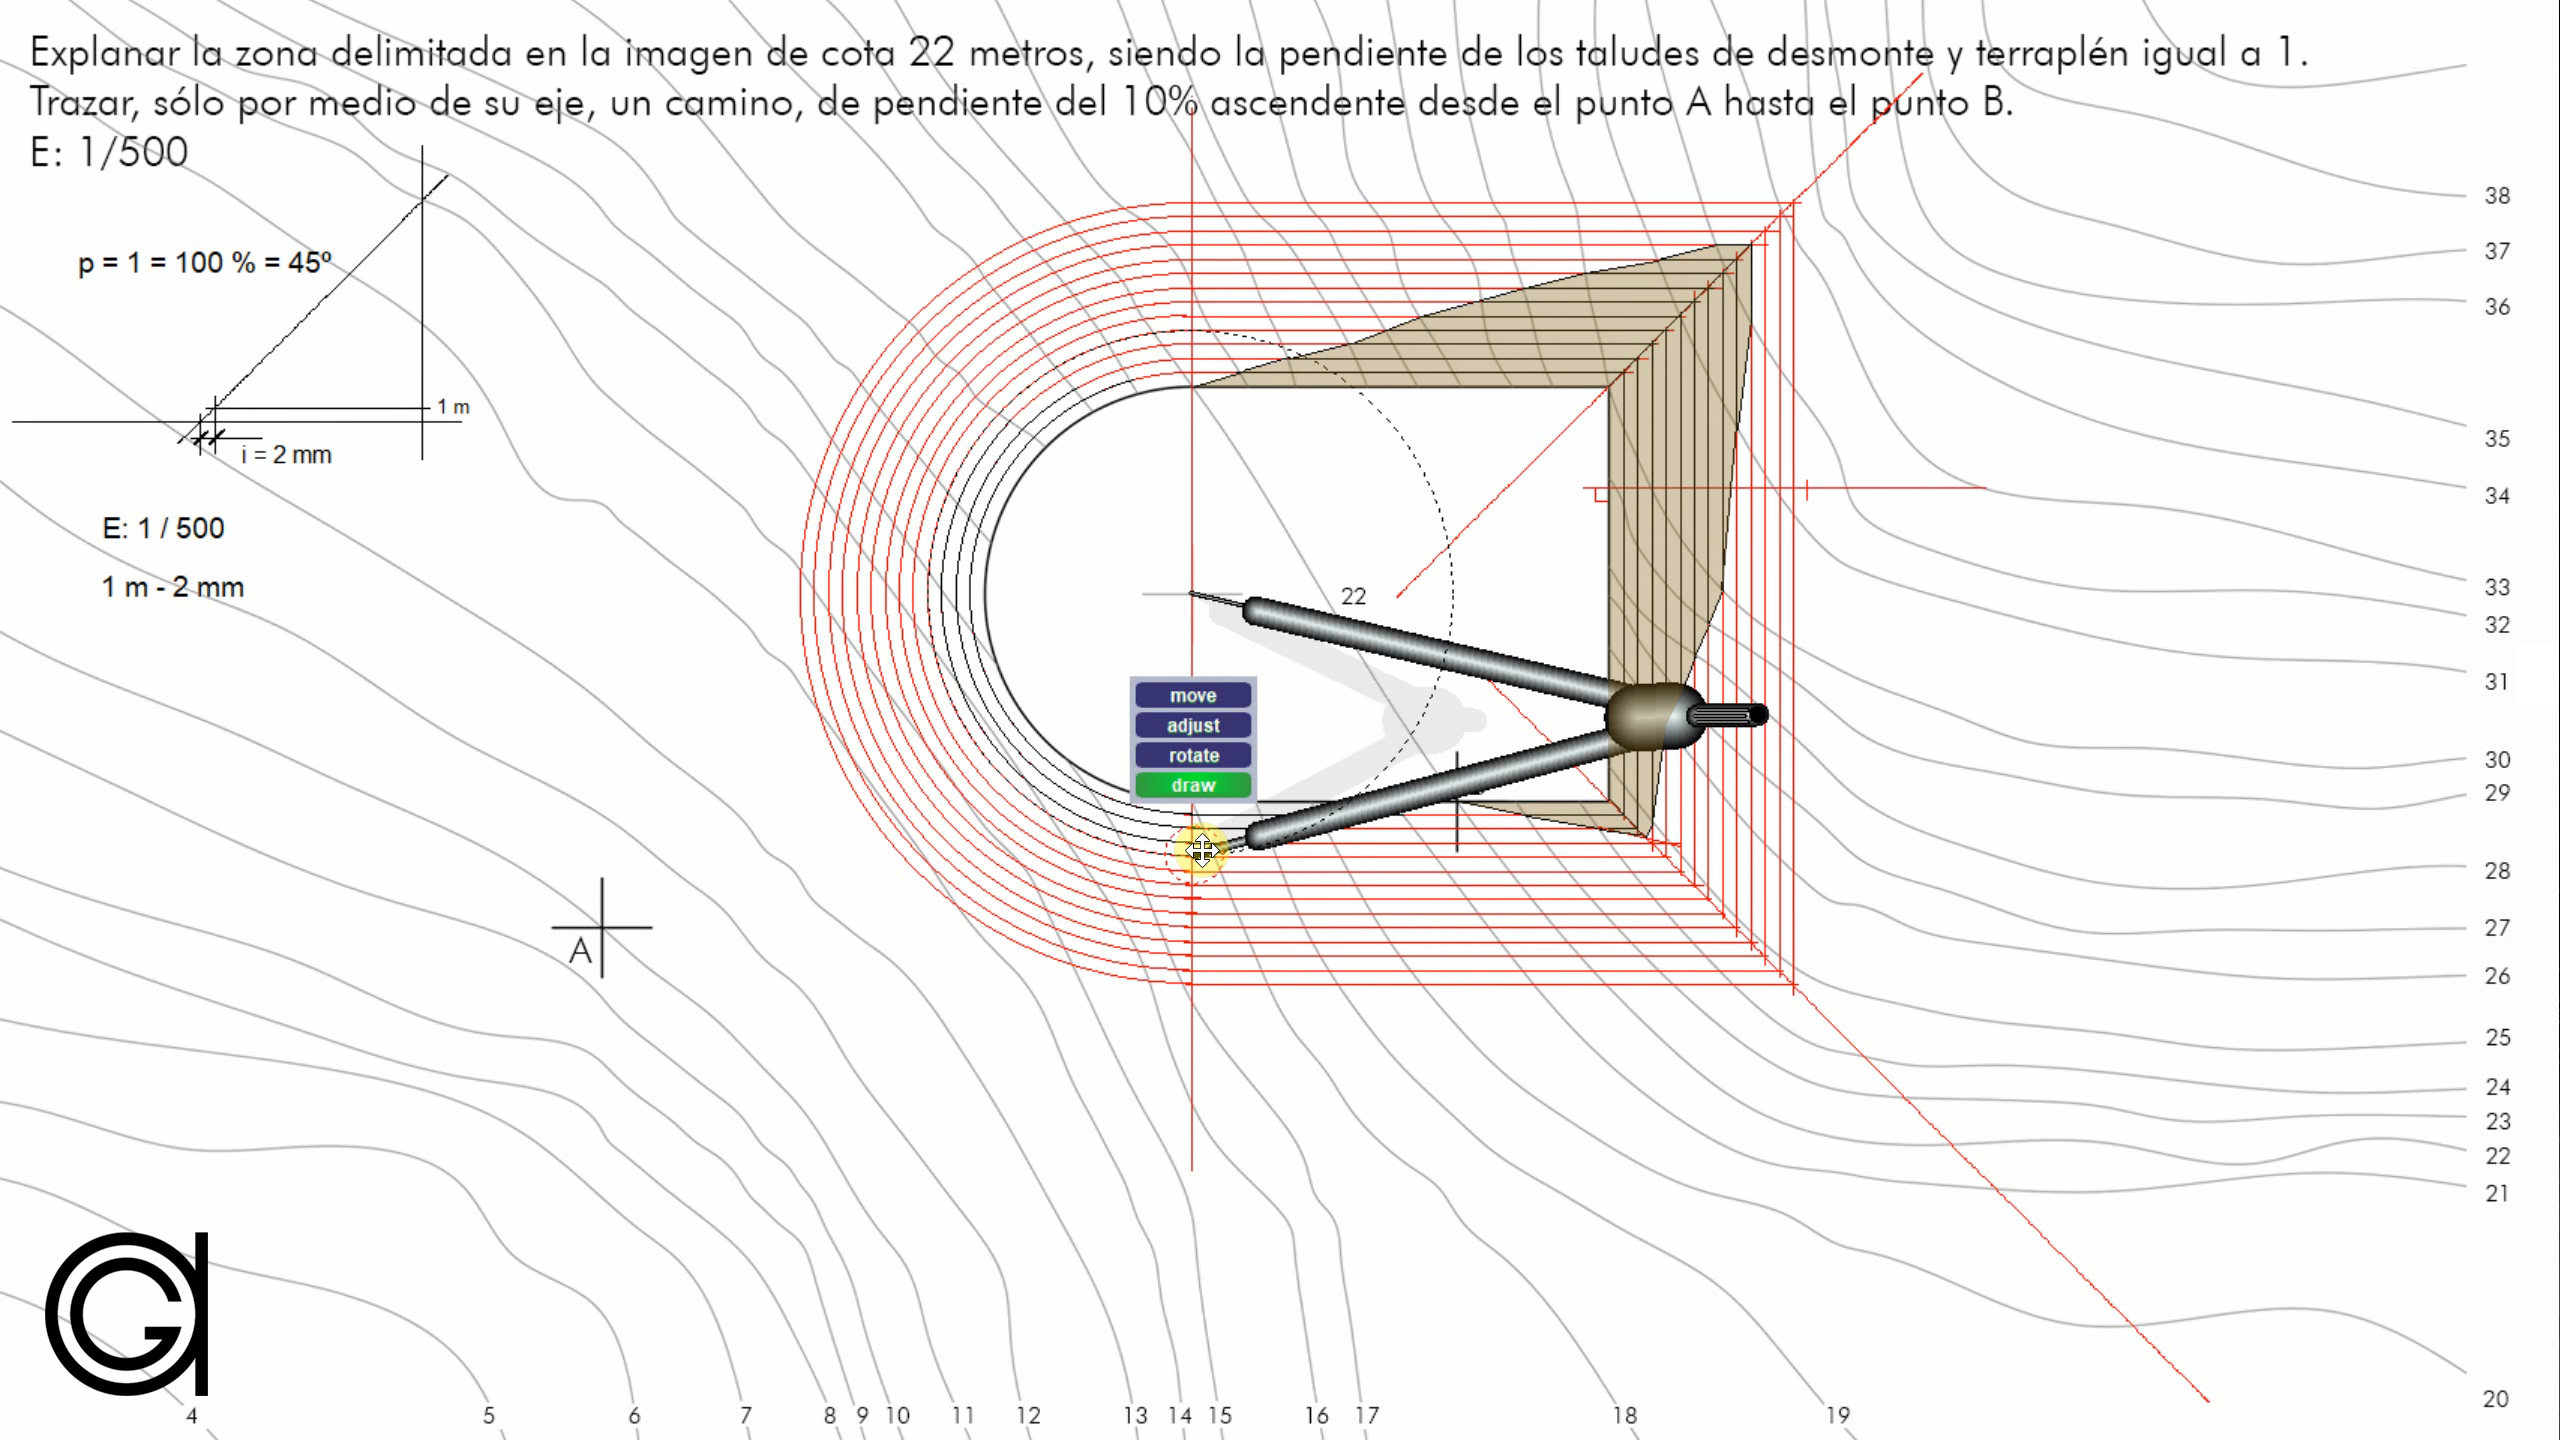 Explanar la zona delimitada en la imagen de cota 22 metros, siendo la pendiente de los taludes de desmonte y terraplén igual a 1.
Trazar, sólo por medio de su eje, un camino, de pendiente del 10% ascendente desde el punto A hasta el punto B.
E: 1/500
p = 1 = 100 % = 45º
1 m
i = 2 mm
E: 1 / 500
1 m - 2 mm
22
move
adjust
rotate
draw
A
38
37
36
35
34
33
32
31
30
29
28
27
26
25
24
23
22
21
20
4 5 6 7 8 9 10 11 12 13 14 15 16 17 18 19